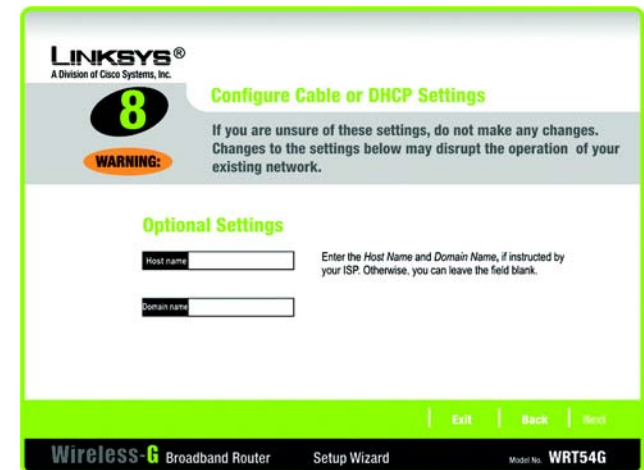 LINKSYS®
A Division of Cisco Systems, Inc.
8
Configure Cable or DHCP Settings
WARNING:
If you are unsure of these settings, do not make any changes.
Changes to the settings below may disrupt the operation of your
existing network.
Optional Settings
Host name
Enter the Host Name and Domain Name, if instructed by
your ISP. Otherwise, you can leave the field blank.
Domain name
Exit
Back
Next
Wireless-G Broadband Router
Setup Wizard
Model No. WRT54G